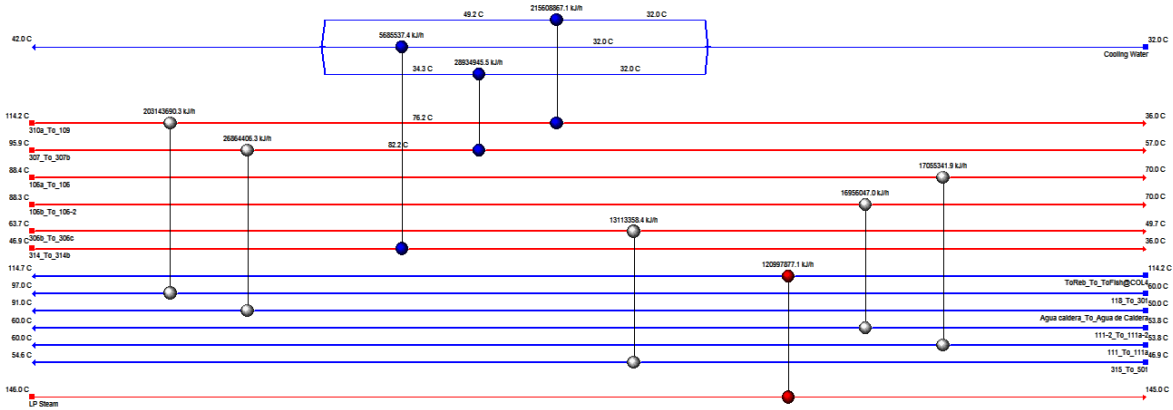 49.2 C
215608867.1 kJ/h
32.0 C
42.0 C
5685537.4 kJ/h
32.0 C
32.0 C
Cooling Water
34.3 C
28934945.5 kJ/h
32.0 C
114.2 C
203143690.3 kJ/h
76.2 C
36.0 C
310a_To_109
95.9 C
26864406.3 kJ/h
82.2 C
57.0 C
307_To_307b
88.4 C
17055341.9 kJ/h
70.0 C
106a_To_106
88.3 C
16956047.0 kJ/h
70.0 C
106b_To_106-2
63.7 C
13113358.4 kJ/h
49.7 C
306b_To_306c
46.9 C
36.0 C
314_To_314b
114.7 C
120997877.1 kJ/h
114.2 C
ToReb_To_ToFlsh@COL4
97.0 C
60.0 C
118_To_301
91.0 C
50.0 C
Agua caldera_To_Agua de Caldera
60.0 C
53.8 C
111-2_To_111a-2
60.0 C
53.8 C
111_To_111a
54.6 C
46.9 C
315_To_501
146.0 C
145.0 C
LP Steam